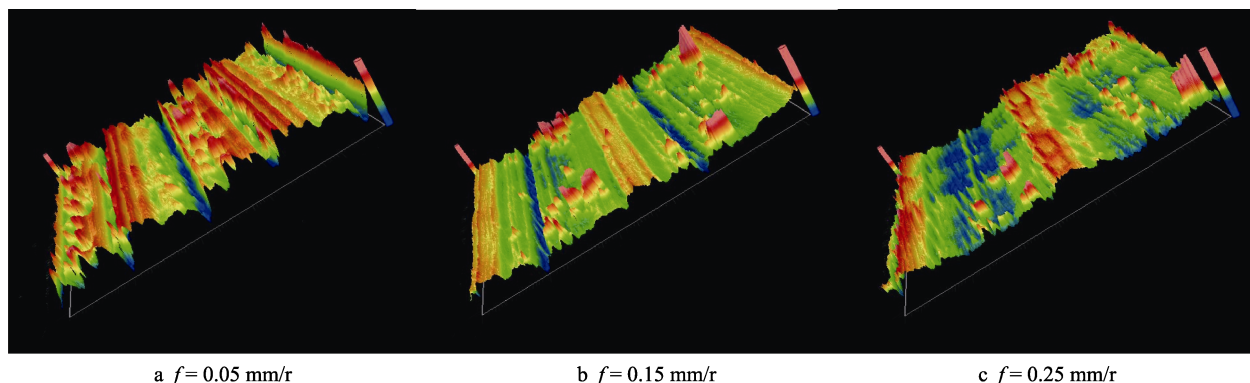 a f = 0.05 mm/r
b f = 0.15 mm/r
c f = 0.25 mm/r